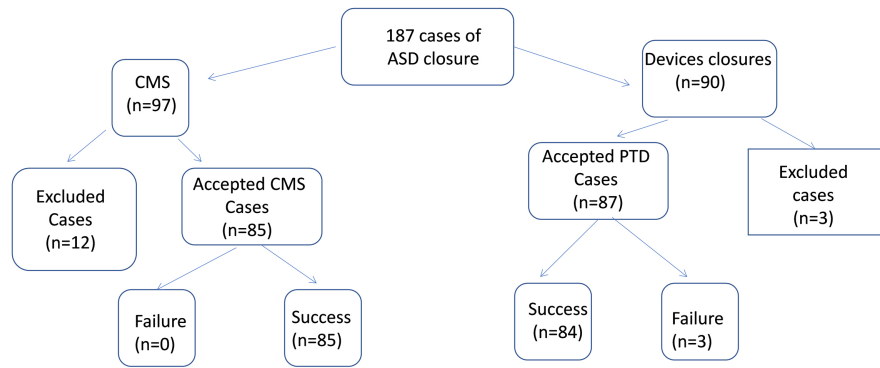 187 cases of
ASD closure
CMS
(n=97)
Devices closures
(n=90)
Excluded
Cases
(n=12)
Accepted CMS
Cases
(n=85)
Accepted PTD
Cases
(n=87)
Excluded
cases
(n=3)
Failure
(n=0)
Success
(n=85)
Success
(n=84)
Failure
(n=3)